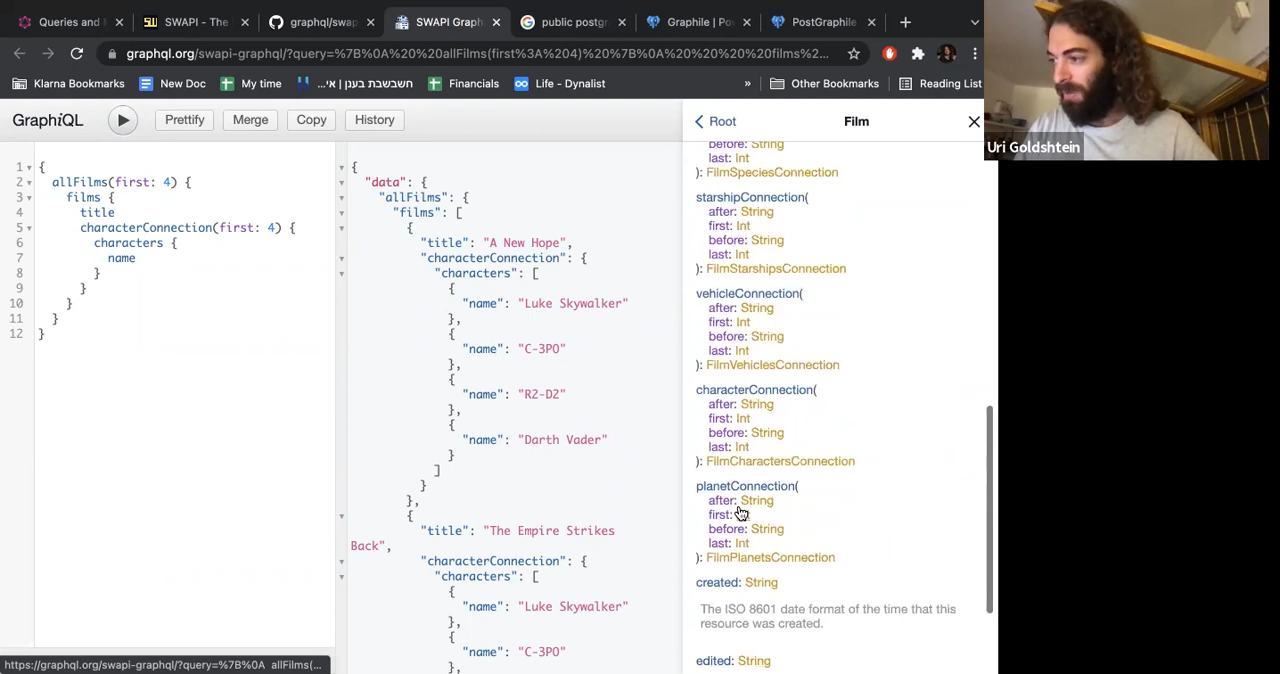 Queries and M
SWAPI - The
graphql/swap
SWAPI Graph
public postgr
Graphile | Pow
PostGraphile
graphql.org/swapi-graphql/?query=%7B%0A%20%20allFilms(first%3A%204)%20%7B%0A%20%20%20%20films%2...
Klarna Bookmarks
New Doc
My time
חשבשבת בענן | אי...
Financials
Life - Dynalist
»
Other Bookmarks
Reading List
Uri Goldshtein
GraphiQL
Prettify
Merge
Copy
History
1 {
2 allFilms(first: 4) {
3 films {
4 title
5 characterConnection(first: 4) {
6 characters {
7 name
8 }
9 }
10 }
11 }
12 }
{
"data": {
"allFilms": {
"films": [
{
"title": "A New Hope",
"characterConnection": {
"characters": [
{
"name": "Luke Skywalker"
},
{
"name": "C-3PO"
},
{
"name": "R2-D2"
},
{
"name": "Darth Vader"
}
]
}
},
{
"title": "The Empire Strikes
Back",
"characterConnection": {
"characters": [
{
"name": "Luke Skywalker"
},
{
"name": "C-3PO"
},
Root
Film
before: String
last: Int
): FilmSpeciesConnection
starshipConnection(
after: String
first: Int
before: String
last: Int
): FilmStarshipsConnection
vehicleConnection(
after: String
first: Int
before: String
last: Int
): FilmVehiclesConnection
characterConnection(
after: String
first: Int
before: String
last: Int
): FilmCharactersConnection
planetConnection(
after: String
first:
before: String
last: Int
): FilmPlanetsConnection
created: String
The ISO 8601 date format of the time that this
resource was created.
edited: String
https://graphql.org/swapi-graphql/?query=%7B%0A allFilms(...